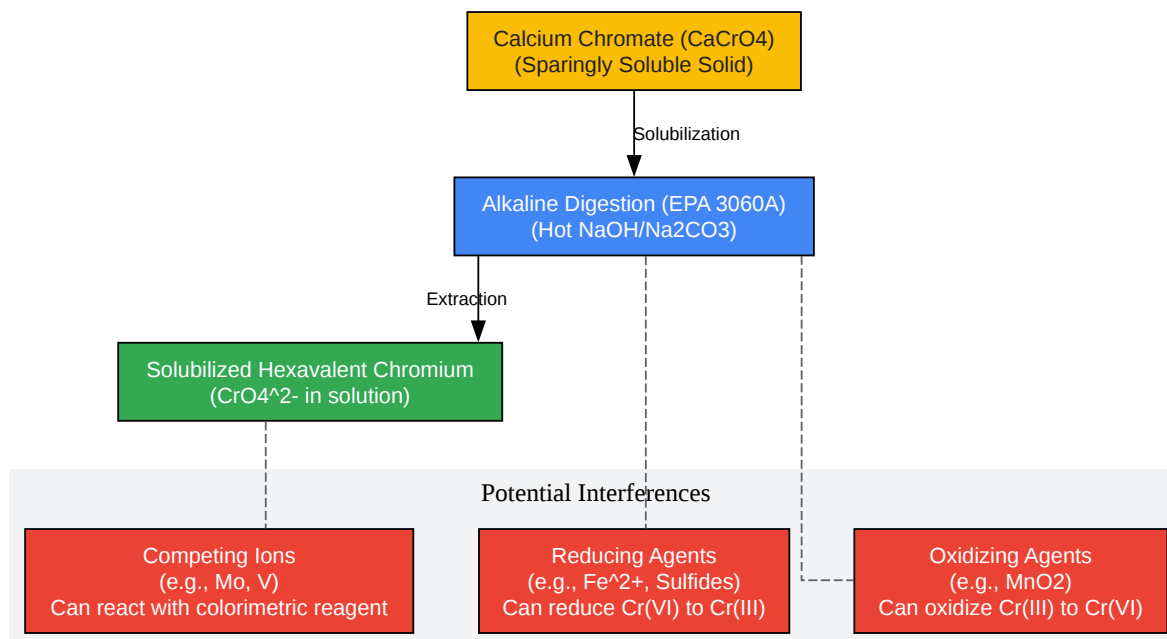 Calcium Chromate (CaCrO4)
(Sparingly Soluble Solid)
Solubilization
Alkaline Digestion (EPA 3060A)
(Hot NaOH/Na2CO3)
Extraction
Solubilized Hexavalent Chromium
(CrO4^2- in solution)
Potential Interferences
Competing Ions
(e.g., Mo, V)
Can react with colorimetric reagent
Reducing Agents
(e.g., Fe^2+, Sulfides)
Can reduce Cr(VI) to Cr(III)
Oxidizing Agents
(e.g., MnO2)
Can oxidize Cr(III) to Cr(VI)